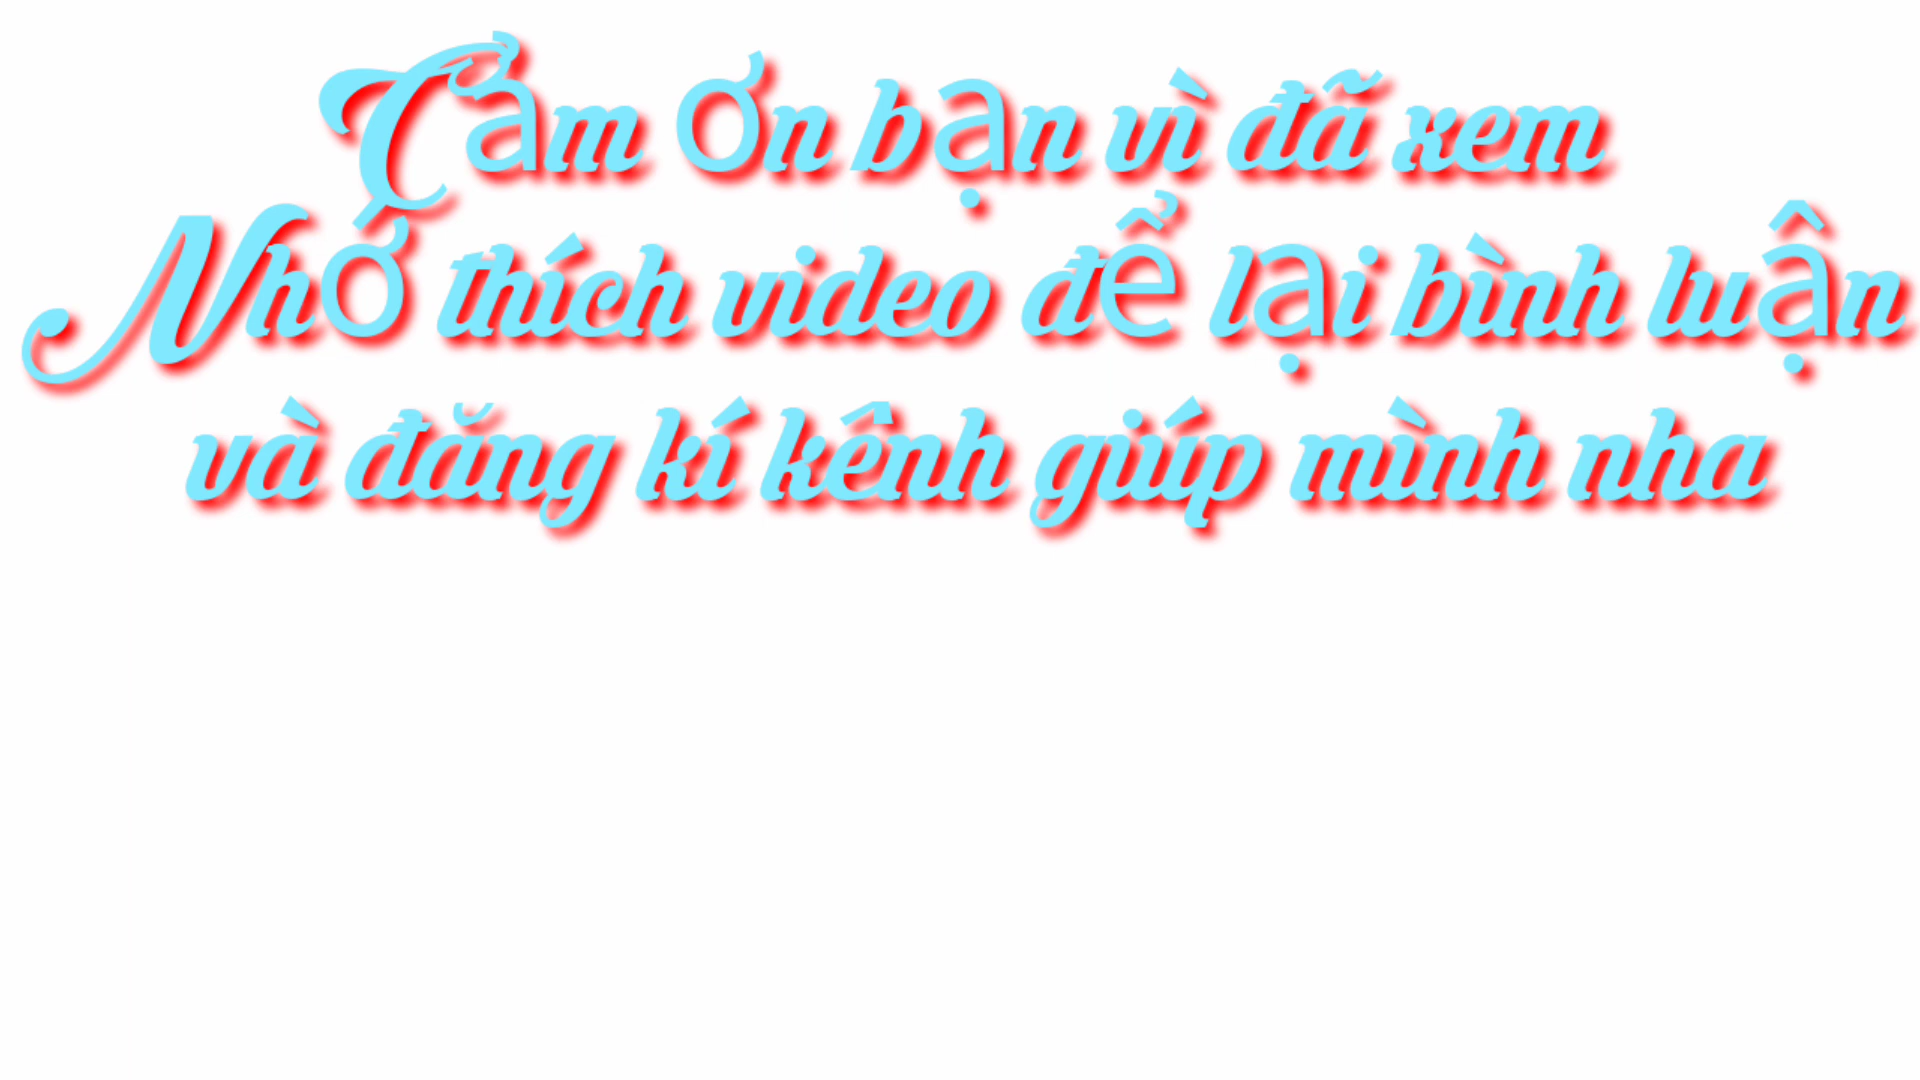 Cảm ơn bạn vì đã xem
Nhớ thích video để lại bình luận
và đăng kí kênh giúp mình nha